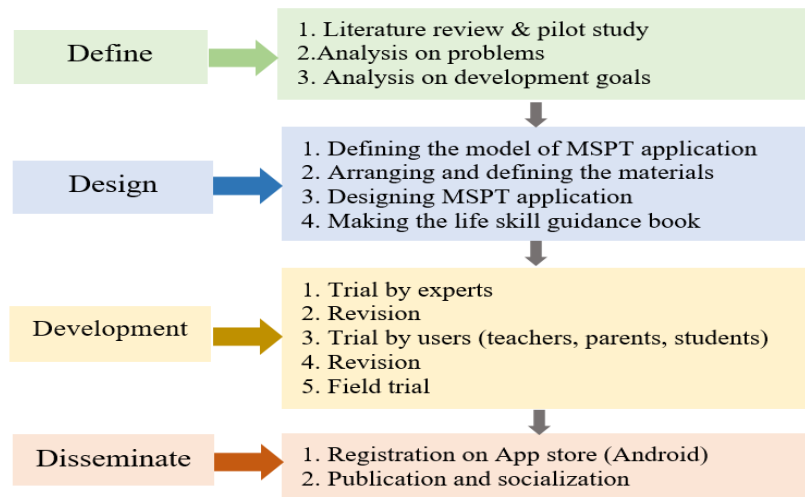 Define
1. Literature review & pilot study
2.Analysis on problems
3. Analysis on development goals
Design
1. Defining the model of MSPT application
2. Arranging and defining the materials
3. Designing MSPT application
4. Making the life skill guidance book
Development
1. Trial by experts
2. Revision
3. Trial by users (teachers, parents, students)
4. Revision
5. Field trial
Disseminate
1. Registration on App store (Android)
2. Publication and socialization